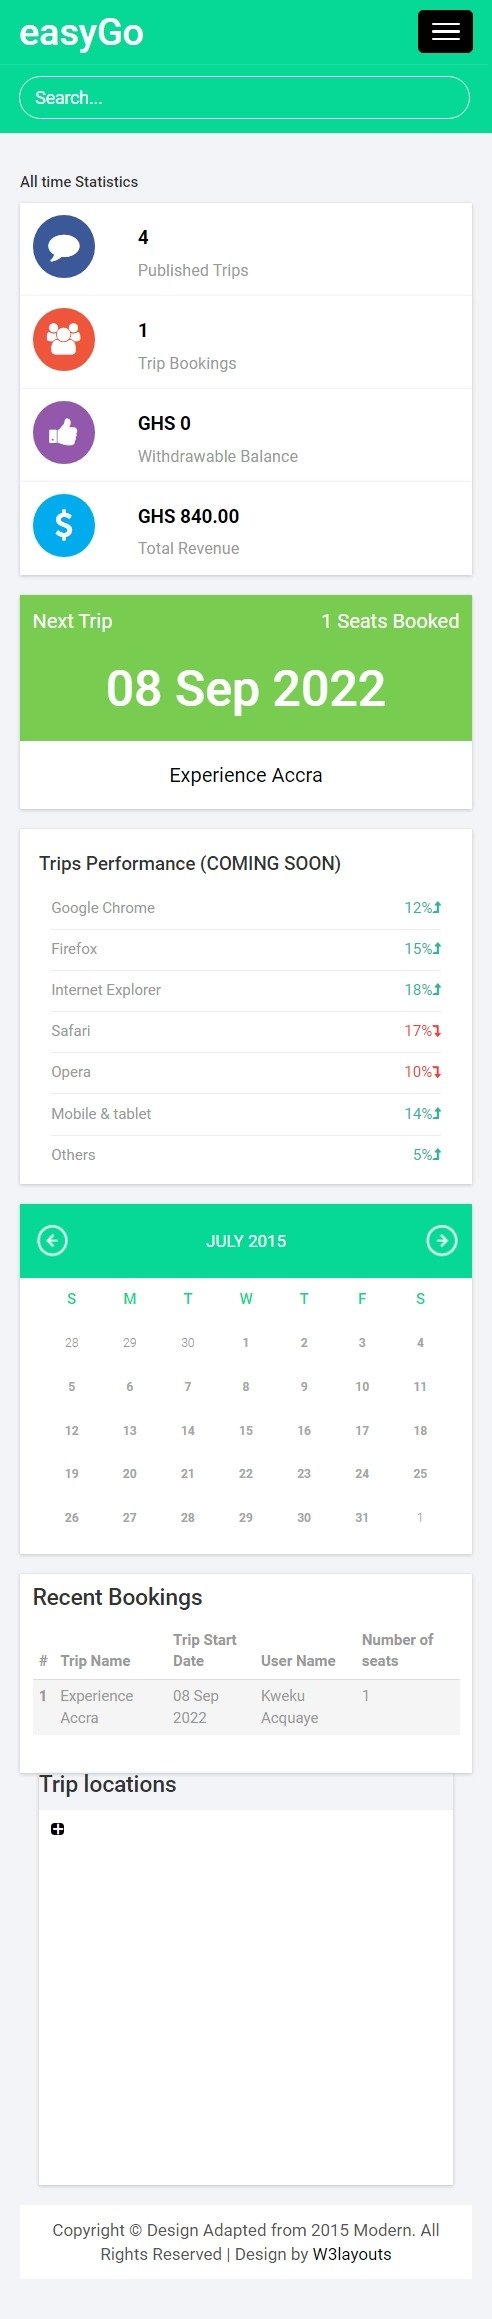 easyGo
Search...
All time Statistics
4
Published Trips
1
Trip Bookings
GHS 0
Withdrawable Balance
GHS 840.00
Total Revenue
Next Trip 1 Seats Booked
08 Sep 2022
Experience Accra
Trips Performance (COMING SOON)
Google Chrome 12%
Firefox 15%
Internet Explorer 18%
Safari 17%
Opera 10%
Mobile & tablet 14%
Others 5%
JULY 2015
S M T W T F S
28 29 30 1 2 3 4
5 6 7 8 9 10 11
12 13 14 15 16 17 18
19 20 21 22 23 24 25
26 27 28 29 30 31 1
Recent Bookings
Trip Start Number of
# Trip Name Date User Name seats
1 Experience 08 Sep Kweku 1
Accra 2022 Acquaye
Trip locations
Copyright © Design Adapted from 2015 Modern. All
Rights Reserved | Design by W3layouts